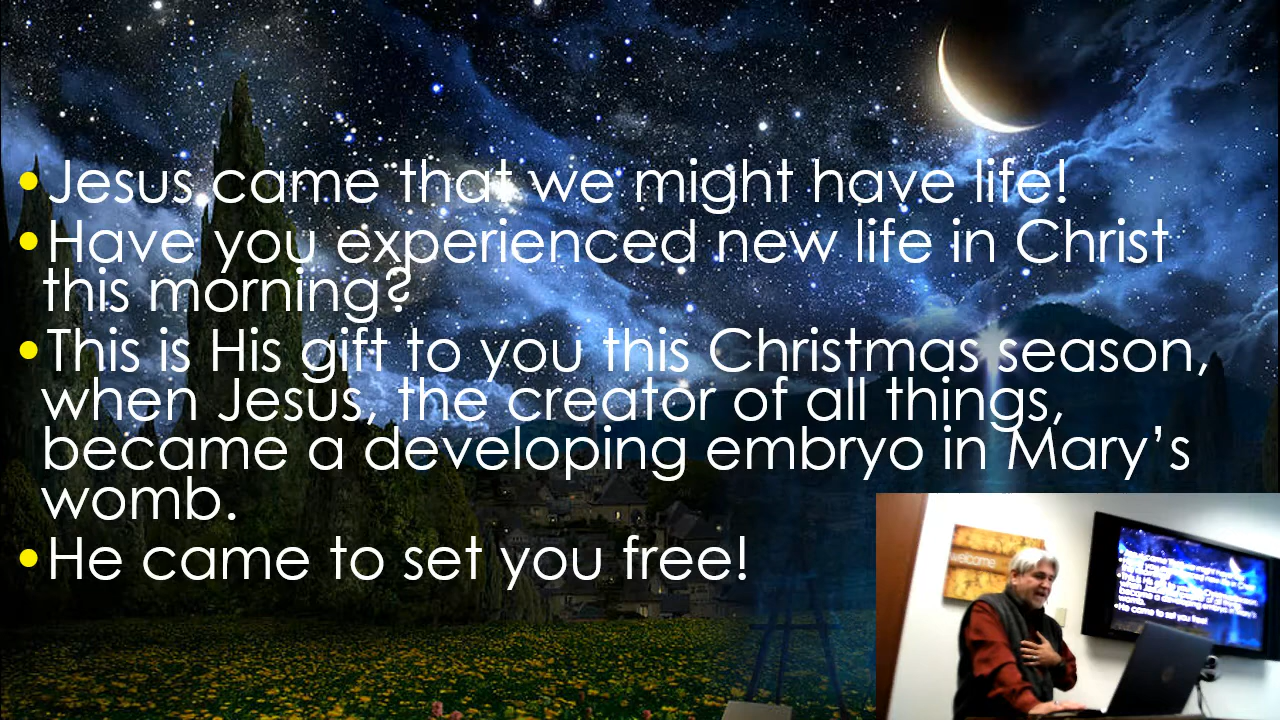 • Jesus came that we might have life!
• Have you experienced new life in Christ
this morning?
• This is His gift to you this Christmas season,
when Jesus, the creator of all things,
became a developing embryo in Mary's
womb.
• He came to set you free!
welcome